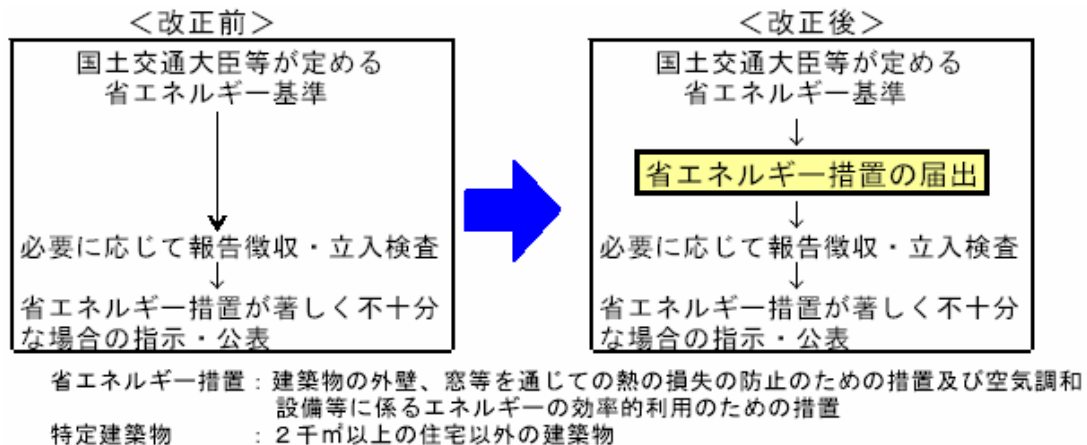 ＜改正前＞
国土交通大臣等が定める
省エネルギー基準
↓
必要に応じて報告徴収・立入検査
↓
省エネルギー措置が著しく不十分
な場合の指示・公表
＜改正後＞
国土交通大臣等が定める
省エネルギー基準
↓
省エネルギー措置の届出
↓
必要に応じて報告徴収・立入検査
↓
省エネルギー措置が著しく不十分
な場合の指示・公表
省エネルギー措置：建築物の外壁、窓等を通じての熱の損失の防止のための措置及び空気調和
設備等に係るエネルギーの効率的利用のための措置
特定建築物　　　：２千㎡以上の住宅以外の建築物